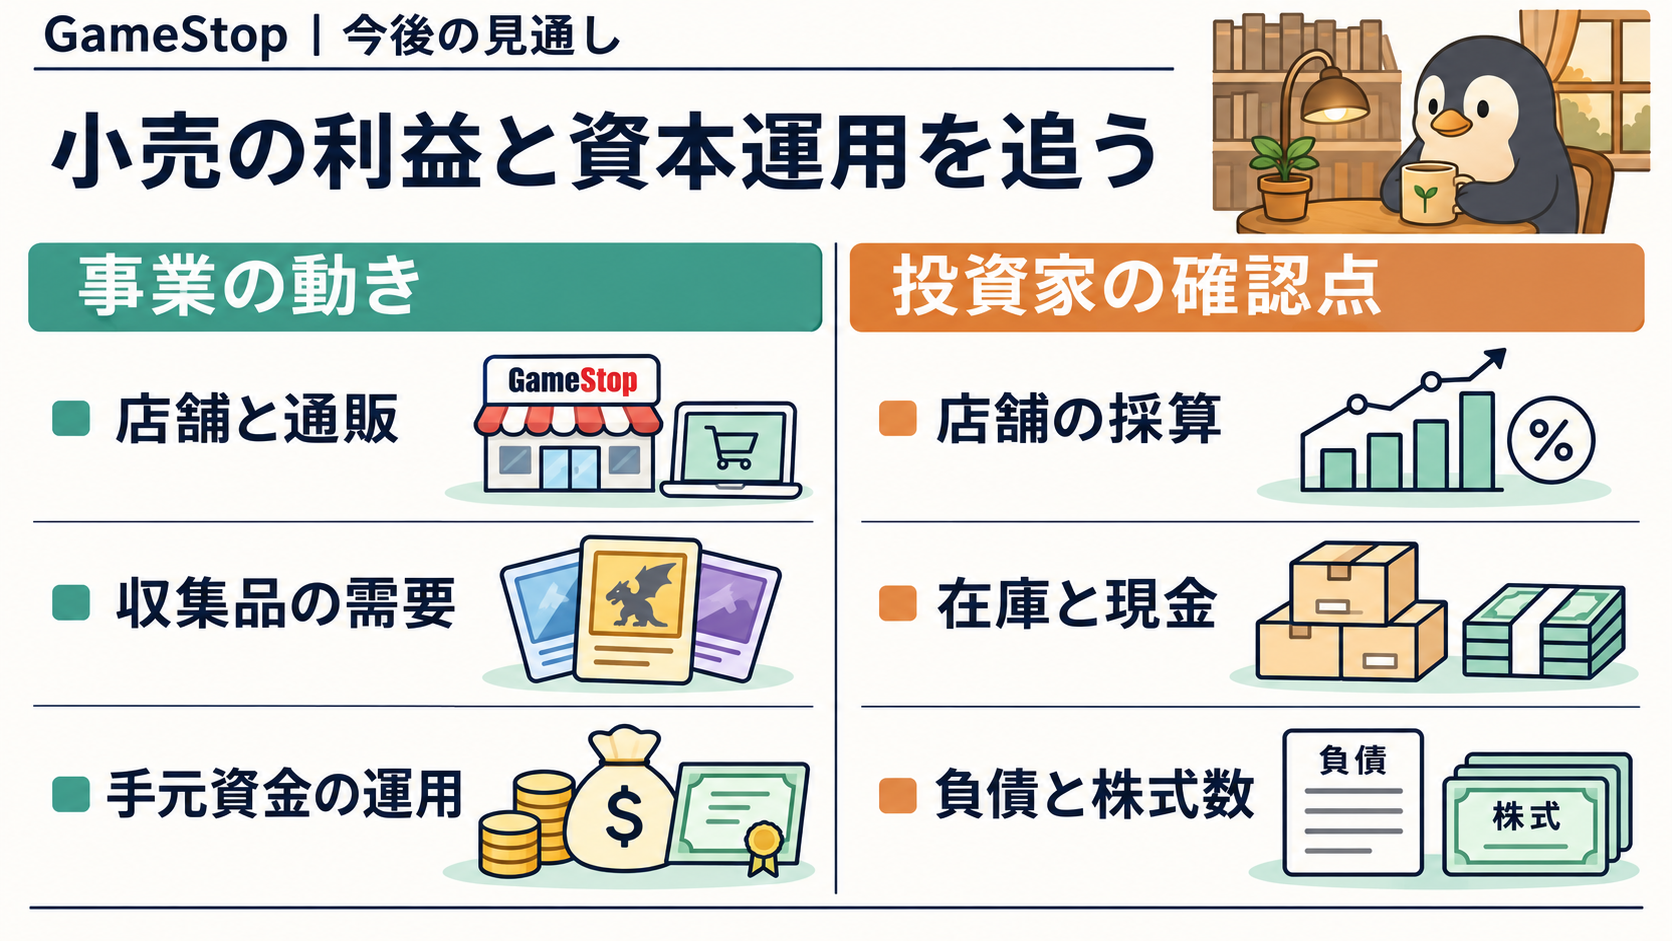 GameStop | 今後の見通し
小売の利益と資本運用を追う
事業の動き
店舗と通販
GameStop
収集品の需要
手元資金の運用
$
投資家の確認点
店舗の採算
%
在庫と現金
負債と株式数
負債
株式